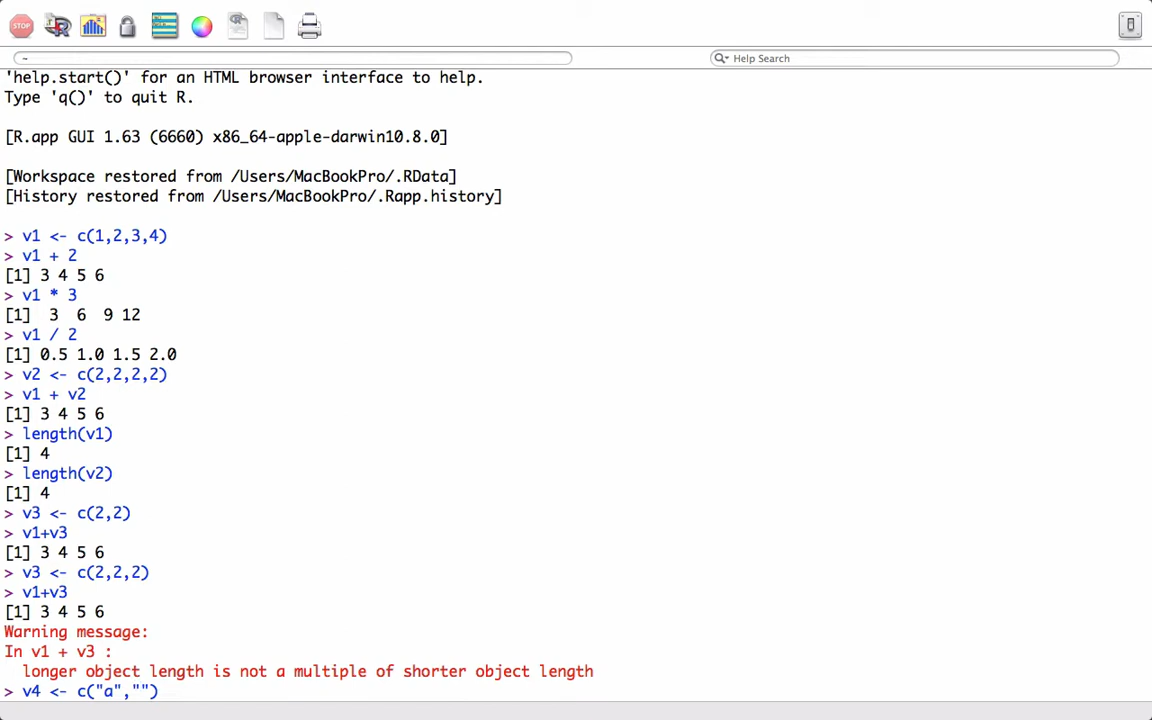 STOP
~
Help Search
'help.start()' for an HTML browser interface to help.
Type 'q()' to quit R.
[R.app GUI 1.63 (6660) x86_64-apple-darwin10.8.0]
[Workspace restored from /Users/MacBookPro/.RData]
[History restored from /Users/MacBookPro/.Rapp.history]
> v1 <- c(1,2,3,4)
> v1 + 2
[1] 3 4 5 6
> v1 * 3
[1]  3  6  9 12
> v1 / 2
[1] 0.5 1.0 1.5 2.0
> v2 <- c(2,2,2,2)
> v1 + v2
[1] 3 4 5 6
> length(v1)
[1] 4
> length(v2)
[1] 4
> v3 <- c(2,2)
> v1+v3
[1] 3 4 5 6
> v3 <- c(2,2,2)
> v1+v3
[1] 3 4 5 6
Warning message:
In v1 + v3 :
  longer object length is not a multiple of shorter object length
> v4 <- c("a","")